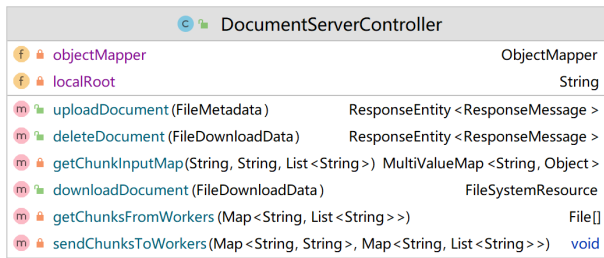 DocumentServerController
objectMapper ObjectMapper
localRoot String
uploadDocument(FileMetadata) ResponseEntity<ResponseMessage>
deleteDocument(FileDownloadData) ResponseEntity<ResponseMessage>
getChunkInputMap(String, String, List<String>) MultiValueMap<String, Object>
downloadDocument(FileDownloadData) FileSystemResource
getChunksFromWorkers(Map<String, List<String>>) File[]
sendChunksToWorkers(Map<String, String>, Map<String, List<String>>) void